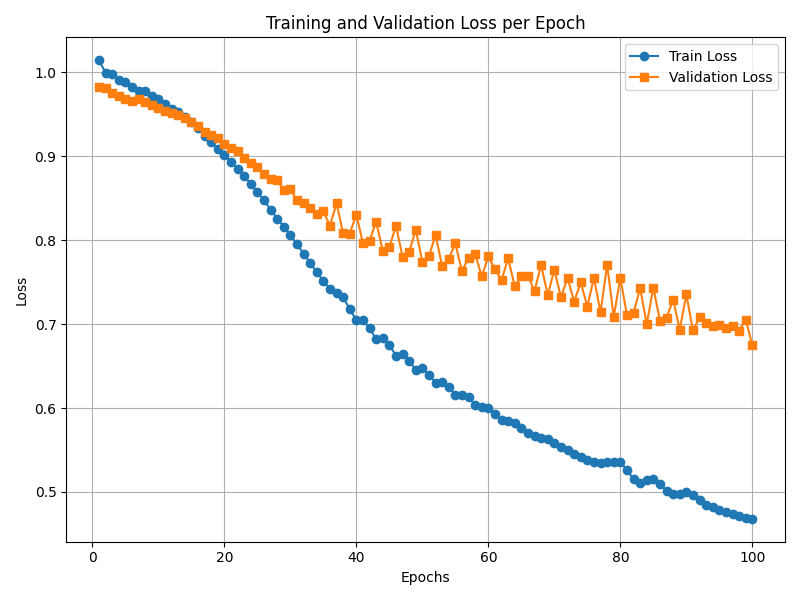 Training and Validation Loss per Epoch
Train Loss
Validation Loss
1.0
0.9
0.8
0.7
0.6
0.5
Loss
0 20 40 60 80 100
Epochs